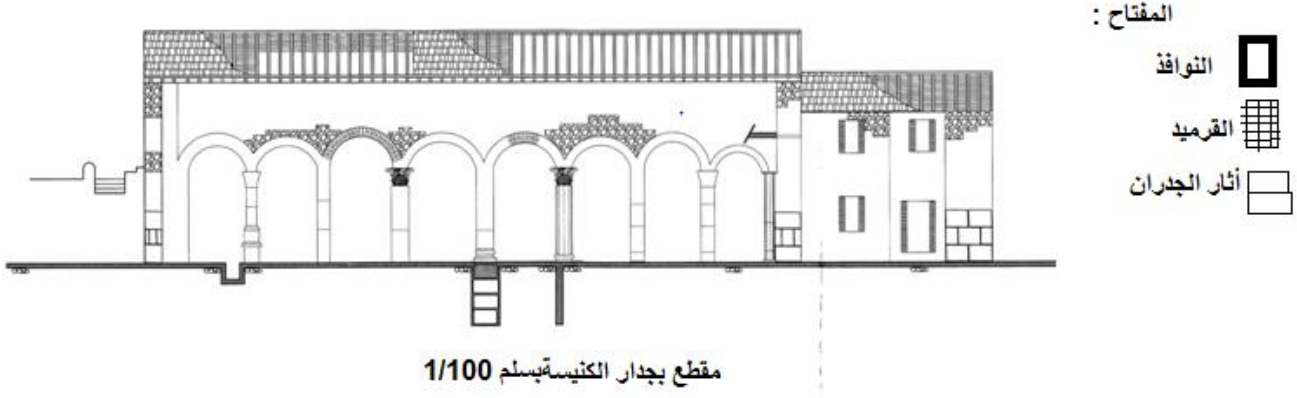 المفتاح :
النوافذ
القرميد
أثار الجدران
مقطع بجدار الكنيسةبسلم 1/100